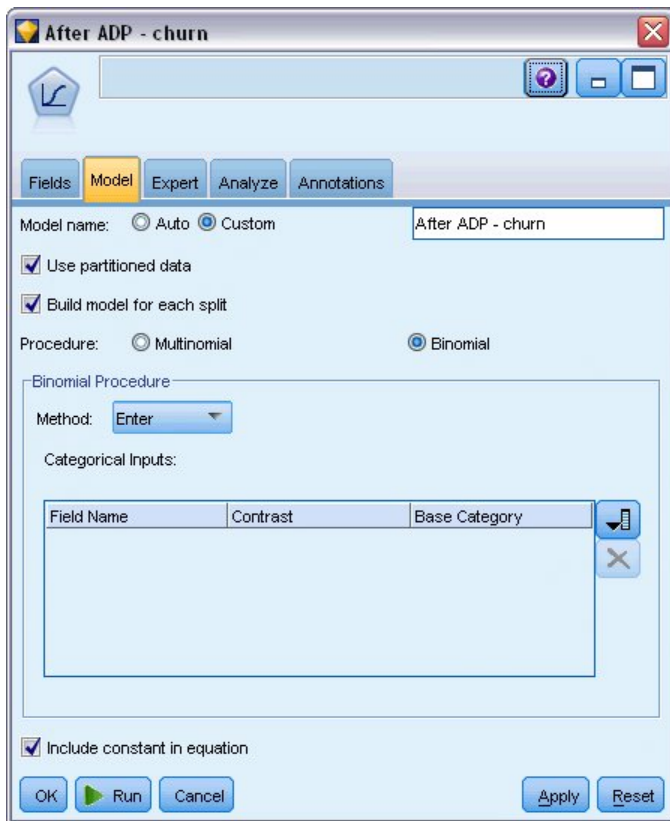 After ADP - churn
Fields Model Expert Analyze Annotations
Model name: Auto Custom After ADP - churn
Use partitioned data
Build model for each split
Procedure: Multinomial Binomial
Binomial Procedure
Method: Enter
Categorical Inputs:
Field Name Contrast Base Category
Include constant in equation
OK Run Cancel Apply Reset